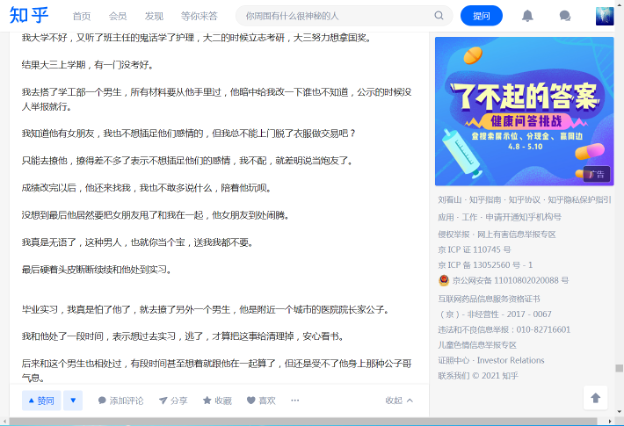 知乎 首页 会员 发现 等你来答 你周围有什么很神秘的人 提问
我大学不好，又听了班主任的鬼话学了护理，大二的时候立志考研，大三努力想拿国奖。
结果大三上学期，有一门没考好。
我去搭了学工部一个男生，所有材料要从他手里过，他暗中给我改一下谁也不知道，公示的时候没
人举报就行。
我知道他有女朋友，我也不想插足他们感情的，但我总不能上门脱了衣服做交易吧？
只能去撩他，撩得差不多了表示不想插足他们的感情，我不配，就差明说当炮友了。
成绩改完以后，他还来找我，我也不敢多说什么，陪着他玩呗。
没想到最后他居然要把女朋友甩了和我在一起，他女朋友到处闹腾。
我真是无语了，这种男人，也就你当个宝，送我我都不要。
最后硬着头皮断断续续和他处到实习。
毕业实习，我真是怕了他了，就去撩了另外一个男生，他是附近一个城市的医院院长家公子。
我和他处了一段时间，表示想过去实习，逃了，才算把这事给清理掉，安心看书。
后来和这个男生也相处过，有段时间甚至想着就跟他在一起算了，但还是受不了他身上那种公子哥
气息。
赞同 添加评论 分享 收藏 喜欢 ··· 收起
了不起的答案
健康问答挑战
登榜单展示位、分现金、赢周边
4.8 - 5.10
广告
刘看山 · 知乎指南 · 知乎协议 · 知乎隐私保护指引
应用 · 工作 · 申请开通知乎机构号
侵权举报 · 网上有害信息举报专区
京 ICP 证 110745 号
京 ICP 备 13052560 号 - 1
京公网安备 11010802020088 号
互联网药品信息服务资格证书
（京）- 非经营性 - 2017 - 0067
违法和不良信息举报：010-82716601
儿童色情信息举报专区
证照中心 · Investor Relations
联系我们 © 2021 知乎